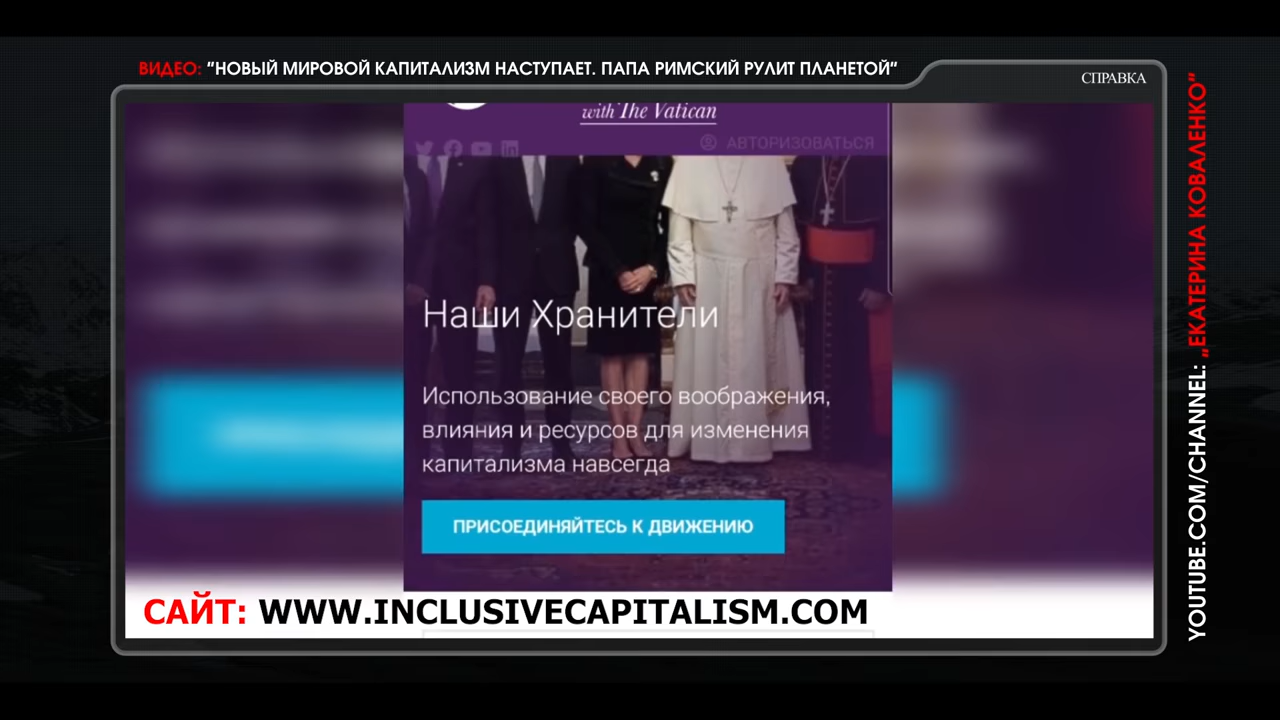 ВИДЕО: "НОВЫЙ МИРОВОЙ КАПИТАЛИЗМ НАСТУПАЕТ. ПАПА РИМСКИЙ РУЛИТ ПЛАНЕТОЙ"
СПРАВКА
with The Vatican
АВТОРИЗОВАТЬСЯ
Наши Хранители
Использование своего воображения,
влияния и ресурсов для изменения
капитализма навсегда
ПРИСОЕДИНЯЙТЕСЬ К ДВИЖЕНИЮ
САЙТ: WWW.INCLUSIVECAPITALISM.COM
YOUTUBE.COM/CHANNEL: „ЕКАТЕРИНА КОВАЛЕНКО"